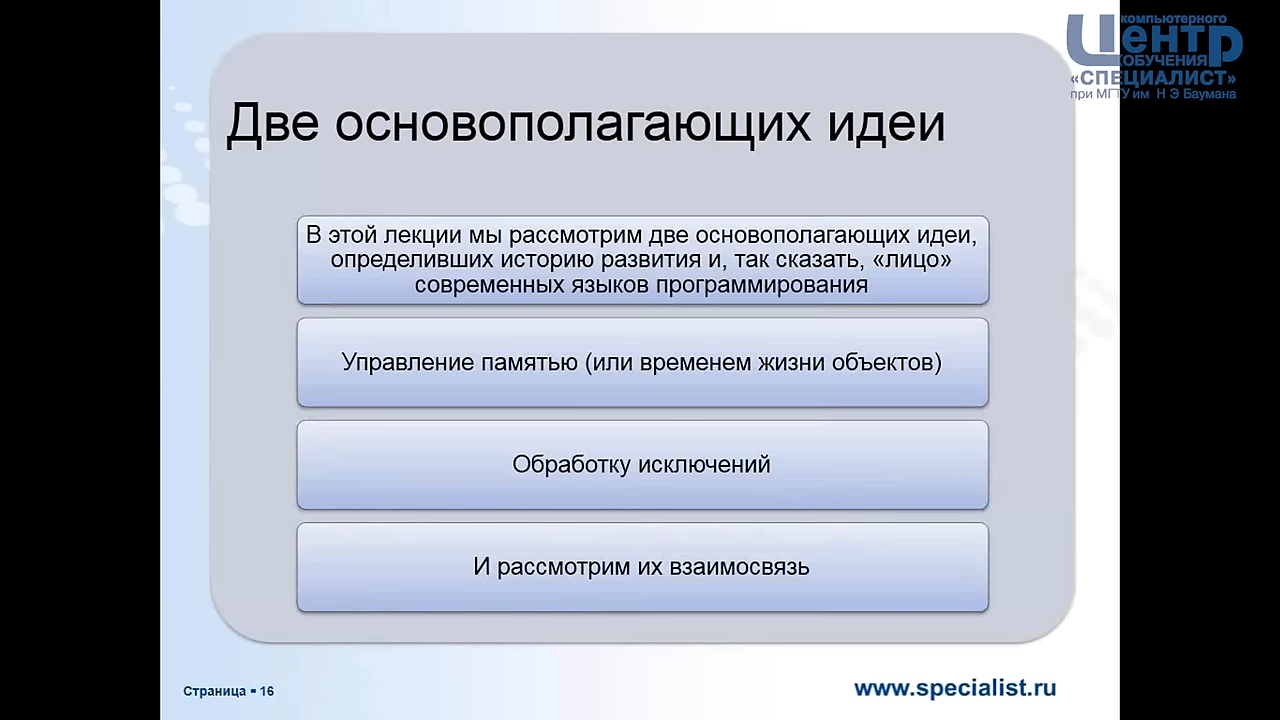 компьютерного
Центр
ОБУЧЕНИЯ
«СПЕЦИАЛИСТ»
при МГТУ им Н Э Баумана
Две основополагающих идеи
В этой лекции мы рассмотрим две основополагающих идеи,
определивших историю развития и, так сказать, «лицо»
современных языков программирования
Управление памятью (или временем жизни объектов)
Обработку исключений
И рассмотрим их взаимосвязь
Страница ▪ 16
www.specialist.ru